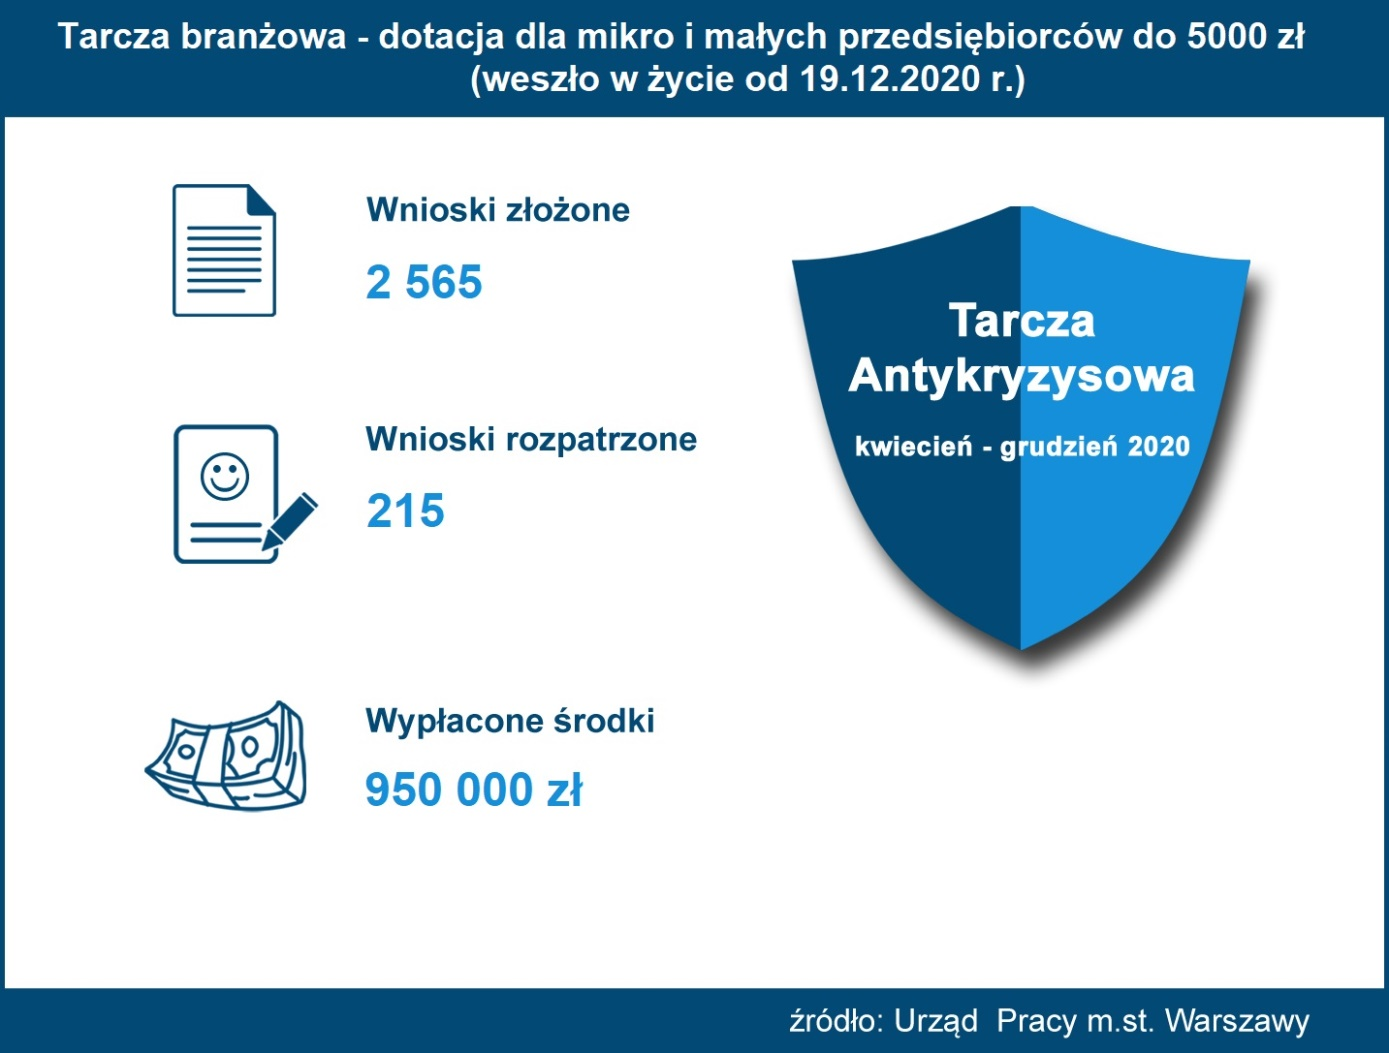 Tarcza branżowa - dotacja dla mikro i małych przedsiębiorców do 5000 zł
(weszło w życie od 19.12.2020 r.)
Wnioski złożone
2 565
Wnioski rozpatrzone
215
Wypłacone środki
950 000 zł
Tarcza
Antykryzysowa
kwiecień - grudzień 2020
źródło: Urząd  Pracy m.st. Warszawy